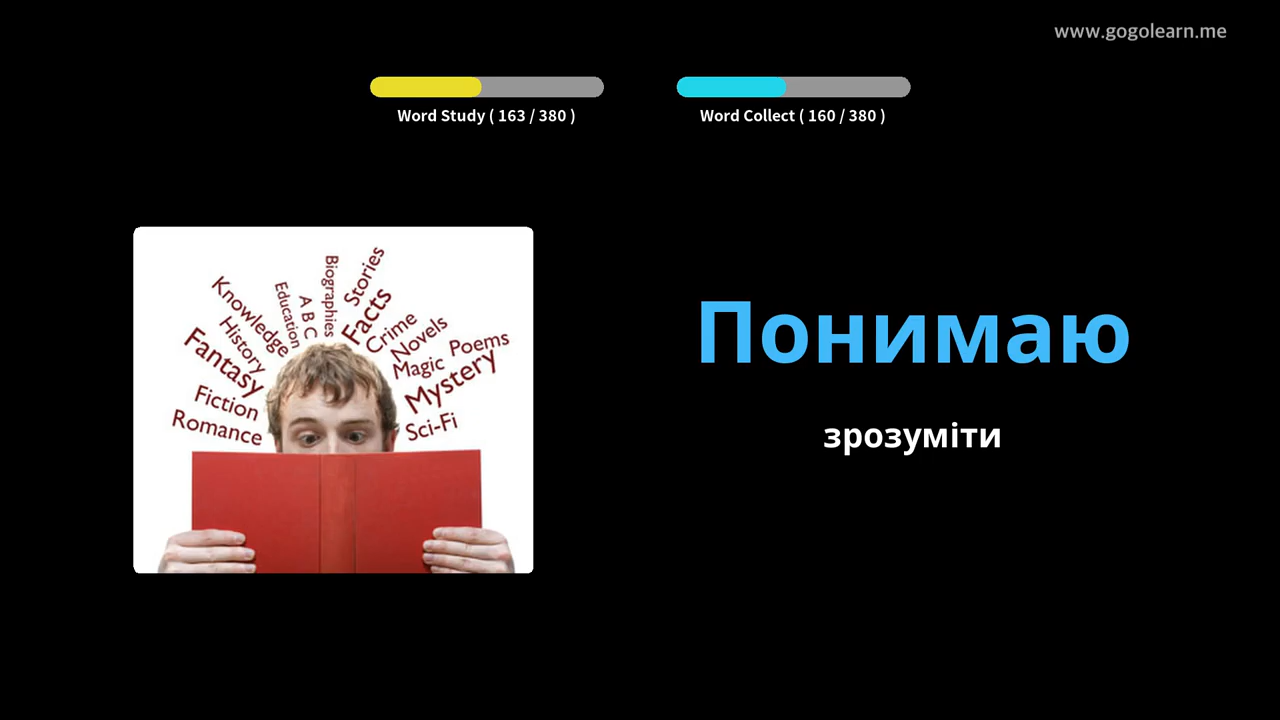 www.gogolearn.me
Word Study ( 163 / 380 )
Word Collect ( 160 / 380 )
Biographies
Stories
Education
A B C
Facts
Knowledge
Crime
Novels
History
Poems
Fantasy
Magic
Mystery
Fiction
Sci-Fi
Romance
Понимаю
зрозуміти